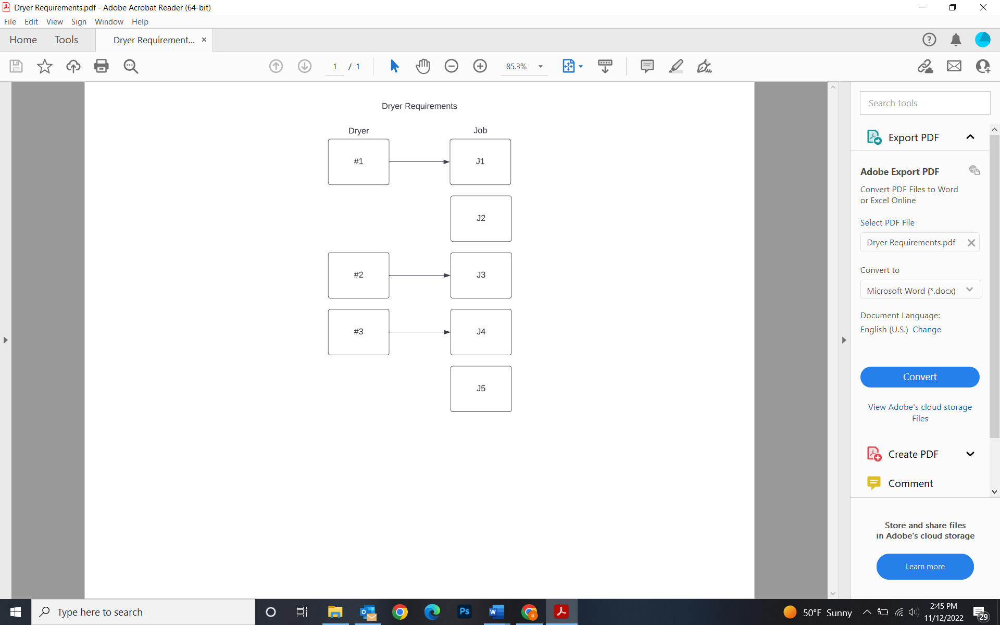 Dryer Requirements.pdf - Adobe Acrobat Reader (64-bit)
File Edit View Sign Window Help
Home Tools Dryer Requirement... ×
1 / 1 85.3%
Dryer Requirements
Dryer Job
#1 J1
J2
#2 J3
#3 J4
J5
Search tools
Export PDF
Adobe Export PDF
Convert PDF Files to Word
or Excel Online
Select PDF File
Dryer Requirements.pdf
Convert to
Microsoft Word (*.docx)
Document Language:
English (U.S.) Change
Convert
View Adobe's cloud storage
Files
Create PDF
Comment
Store and share files
in Adobe's cloud storage
Learn more
Type here to search
Ps
50°F Sunny
2:45 PM
11/12/2022
29